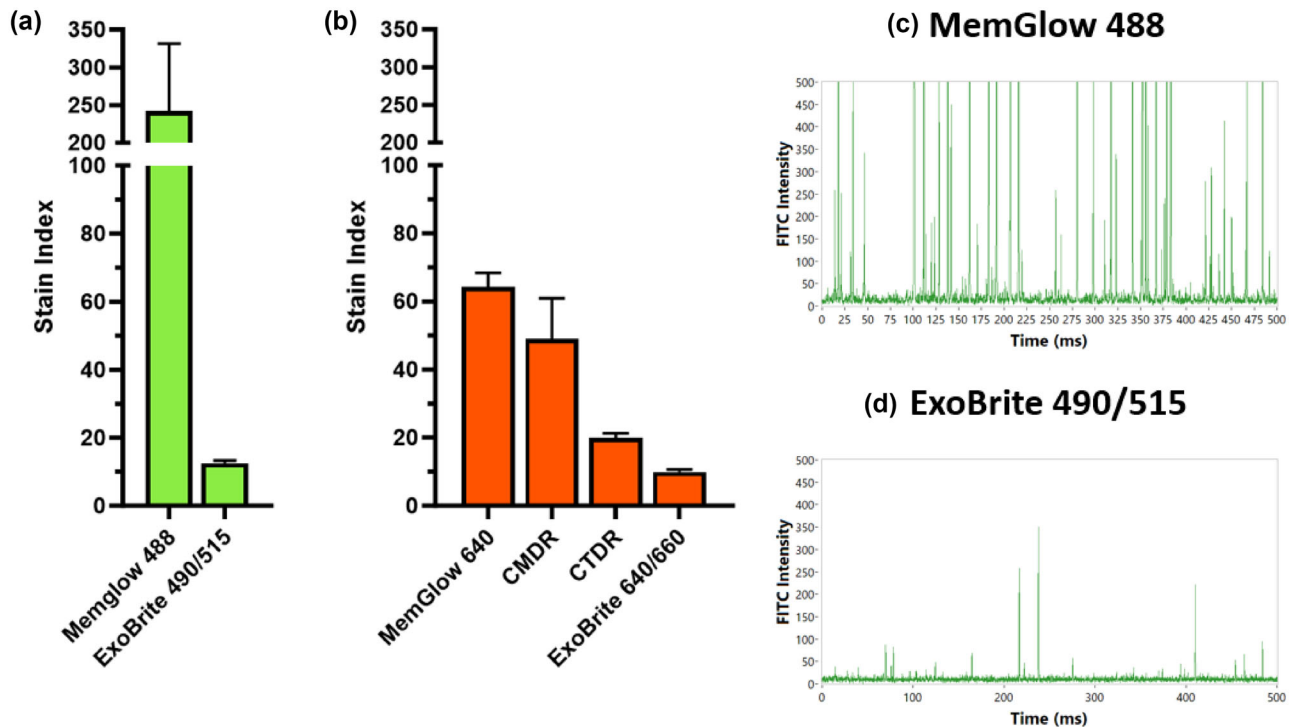 (a)
350
300
250
200
100
80
60
40
20
0
Stain Index
Memglow 488
ExoBrite 490/515
(b)
350
300
250
200
100
80
60
40
20
0
Stain Index
MemGlow 640
CMDR
CTDR
ExoBrite 640/660
(c) MemGlow 488
500
450
400
350
300
250
200
150
100
50
0
FITC Intensity
0 25 50 75 100 125 150 175 200 225 250 275 300 325 350 375 400 425 450 475 500
Time (ms)
(d) ExoBrite 490/515
500
450
400
350
300
250
200
150
100
50
0
FITC Intensity
0 100 200 300 400 500
Time (ms)